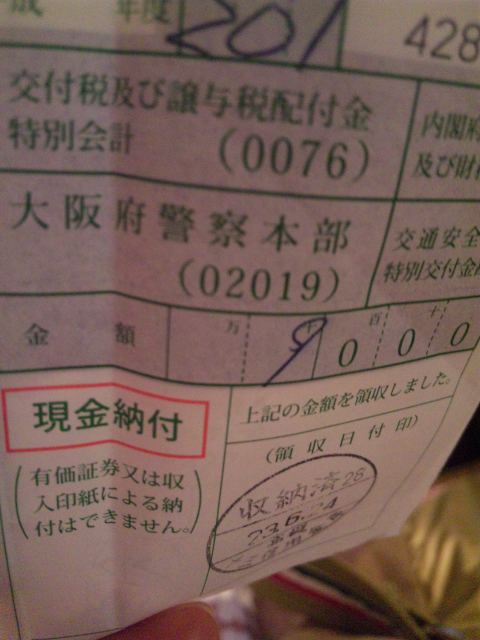 年度
201
428
交付税及び譲与税配付金
特別会計 (0076)
内閣府
及び財
大阪府警察本部
(02019)
交通安全
特別交付金
金額
万 千 百 十
9 0 0 0
現金納付
有価証券又は収
入印紙による納
付はできません。
上記の金額を領収しました。
(領収日付印)
収納済 28
23.6.24